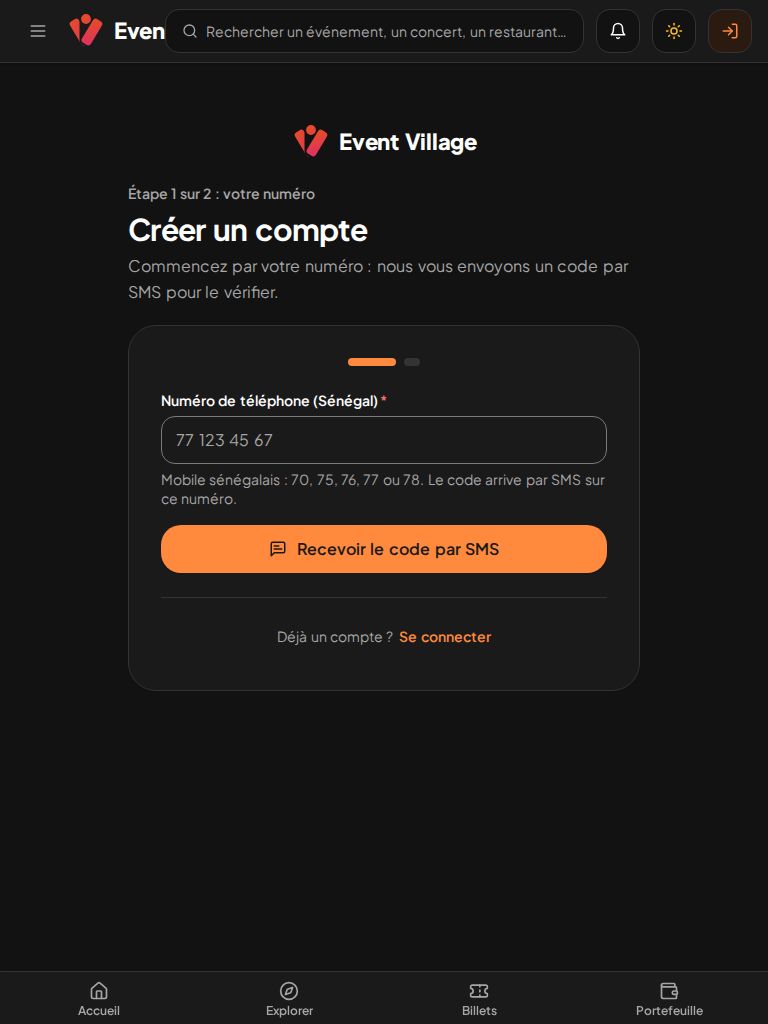 Even
Rechercher un événement, un concert, un restaurant…
Event Village
Étape 1 sur 2 : votre numéro
Créer un compte
Commencez par votre numéro : nous vous envoyons un code par
SMS pour le vérifier.
Numéro de téléphone (Sénégal) *
77 123 45 67
Mobile sénégalais : 70, 75, 76, 77 ou 78. Le code arrive par SMS sur
ce numéro.
Recevoir le code par SMS
Déjà un compte ? Se connecter
Accueil
Explorer
Billets
Portefeuille